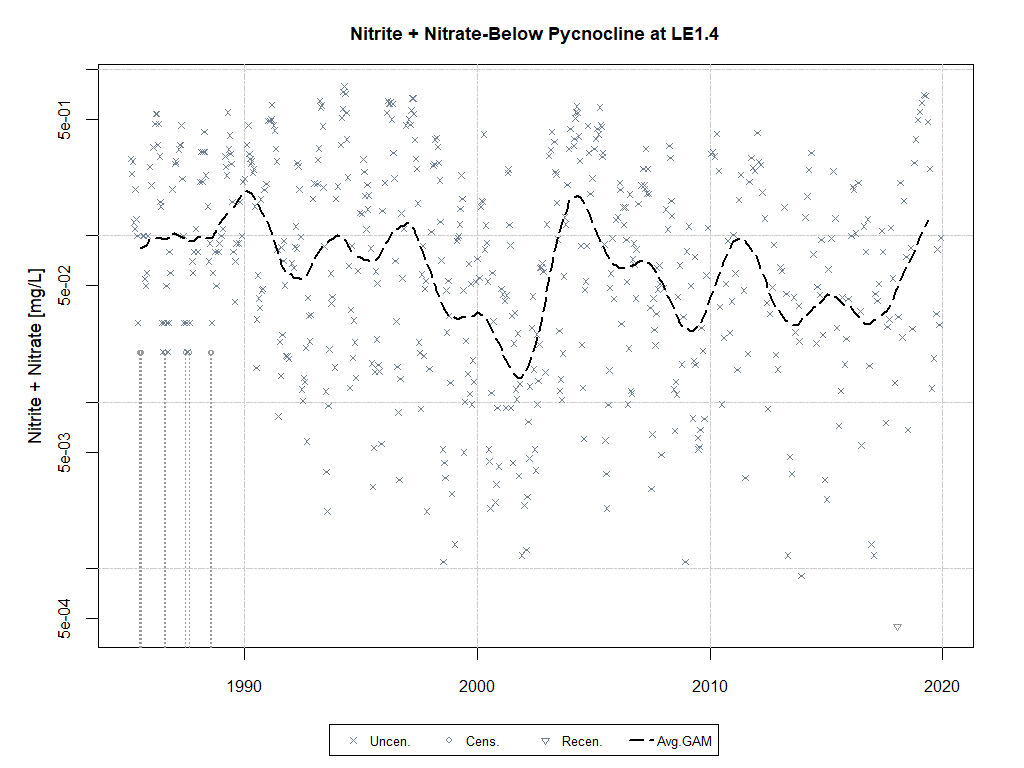 Nitrite + Nitrate-Below Pycnocline at LE1.4
Nitrite + Nitrate [mg/L]
5e-01
5e-02
5e-03
5e-04
1990 2000 2010 2020
Uncen. Cens. Recen. Avg.GAM